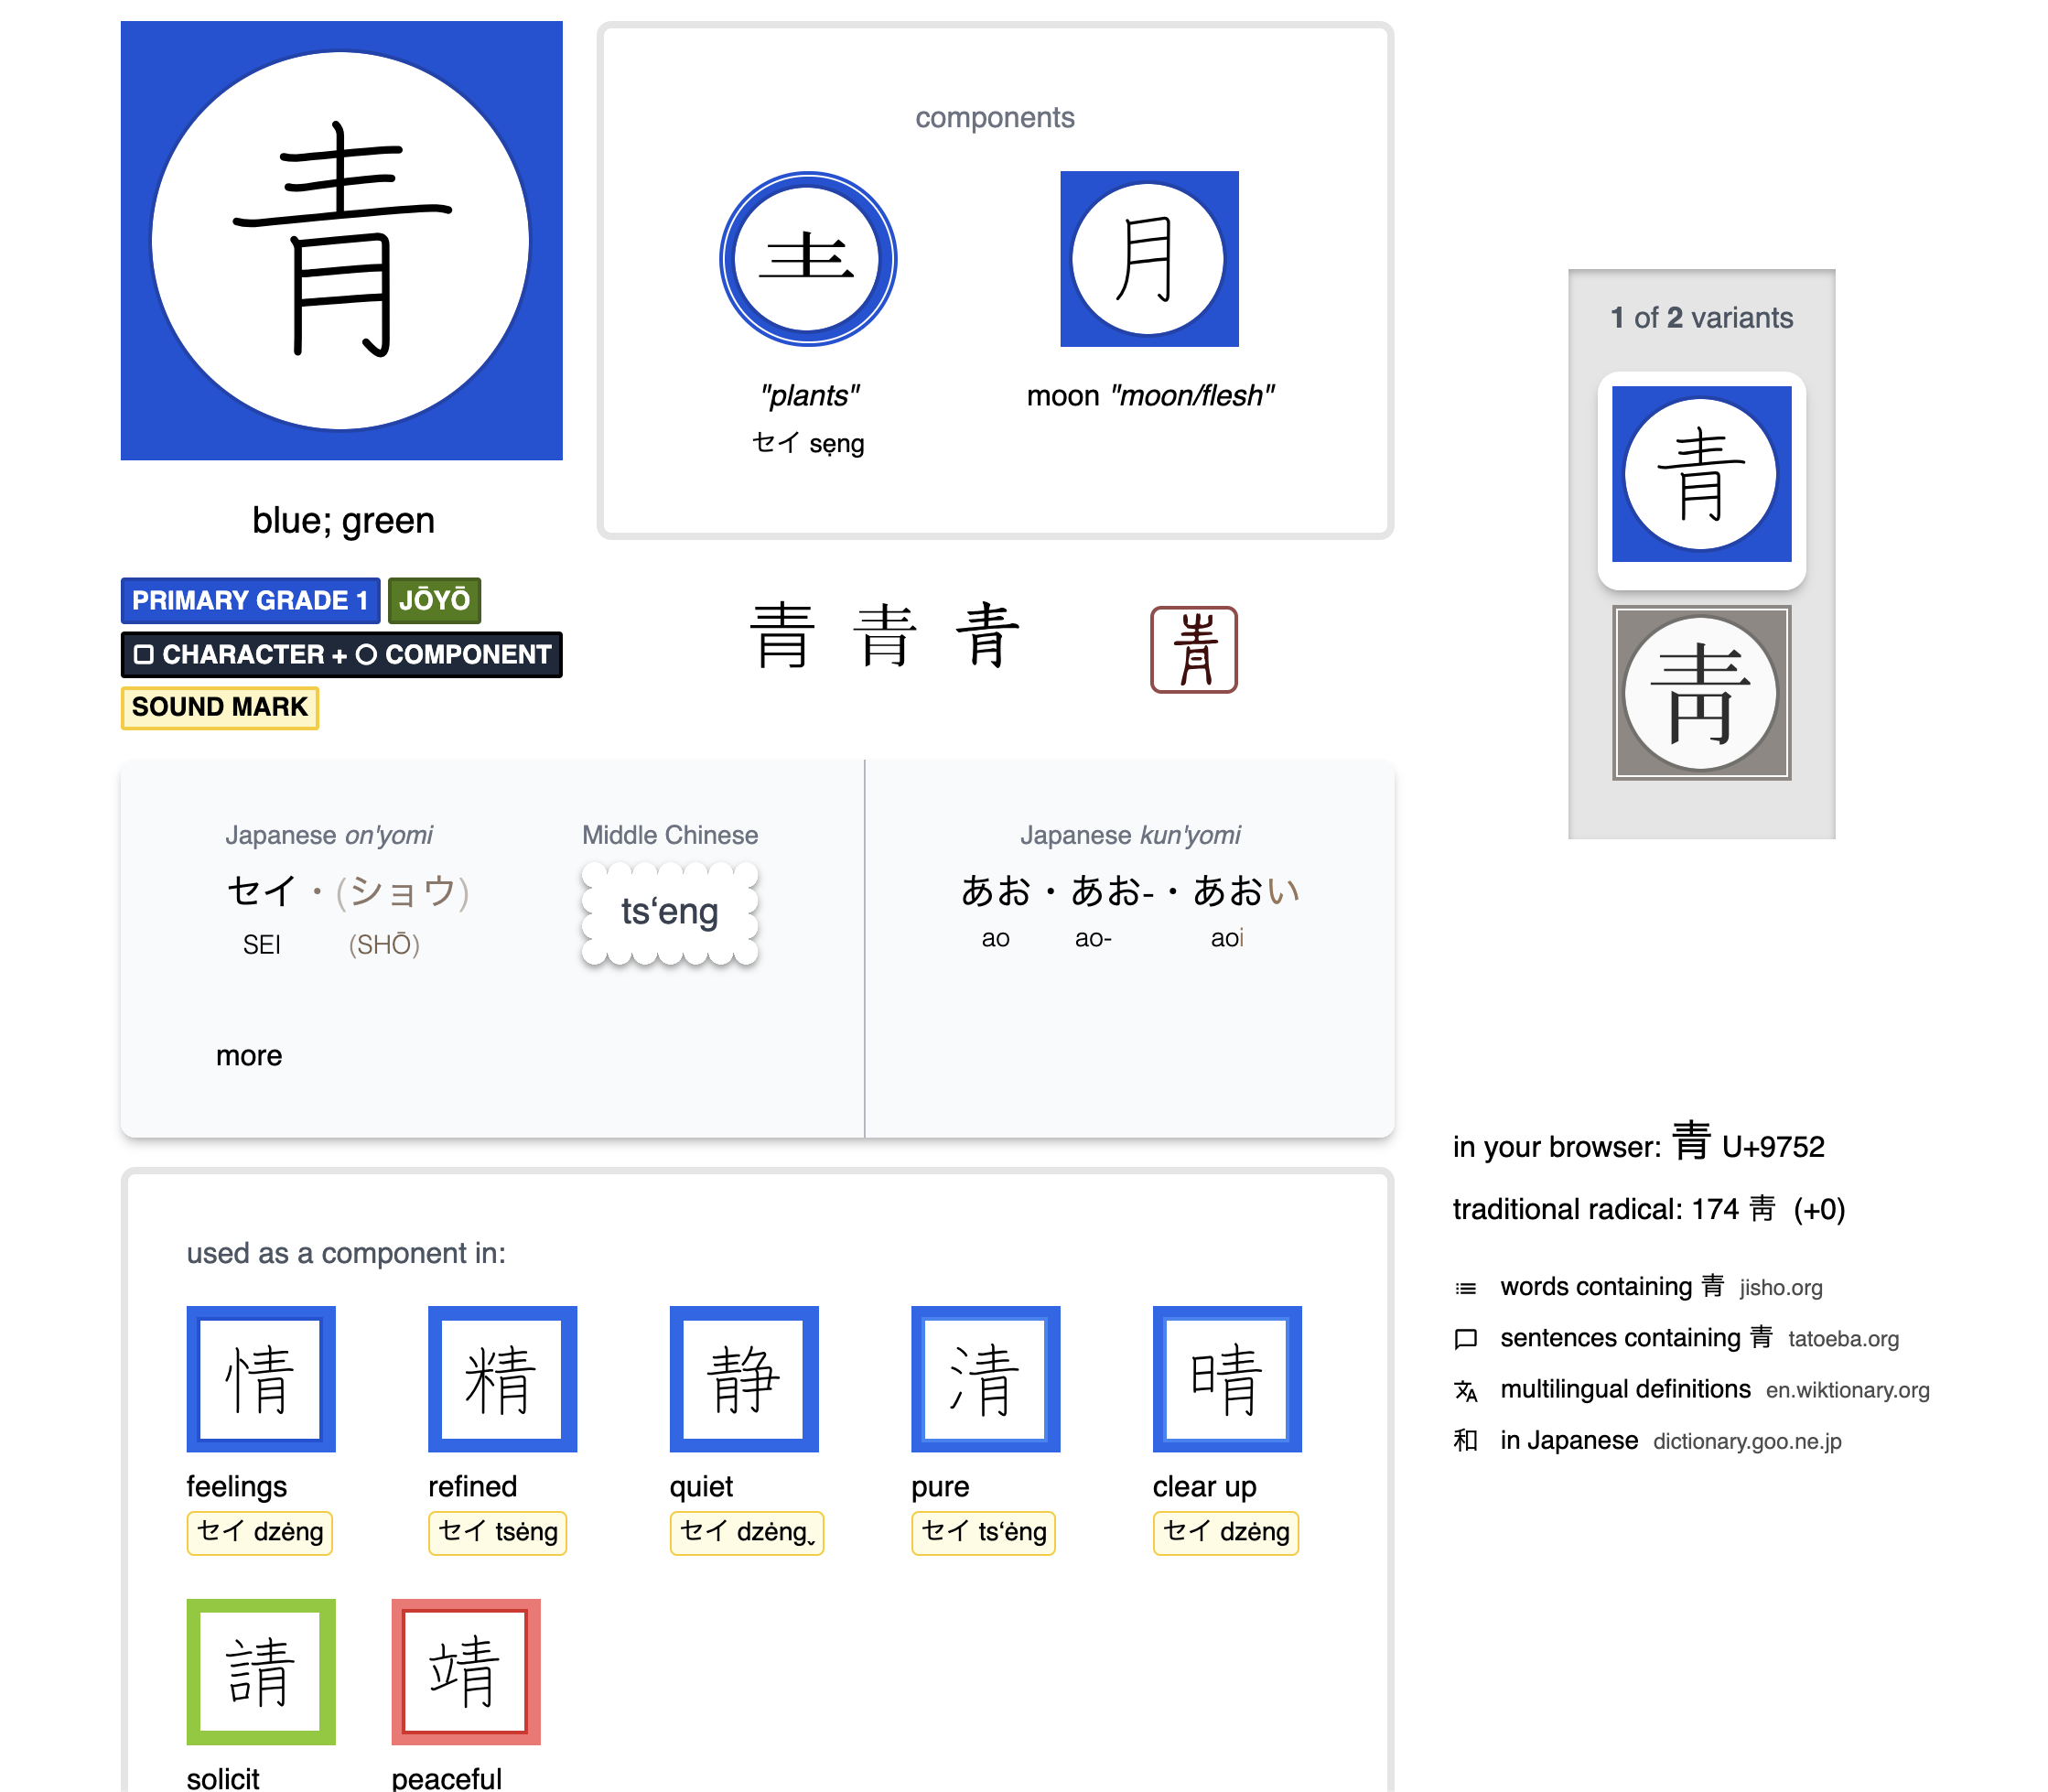 青
blue; green
PRIMARY GRADE 1 JŌYŌ
CHARACTER + COMPONENT
SOUND MARK
components
龶 月
"plants" moon "moon/flesh"
セイ sẹng
青 青 青 青
1 of 2 variants
青
靑
Japanese on'yomi
セイ・(ショウ)
SEI (SHŌ)
more
Middle Chinese
ts‘eng
Japanese kun'yomi
あお・あお-・あおい
ao ao- aoi
in your browser: 青 U+9752
traditional radical: 174 靑 (+0)
words containing 青 jisho.org
sentences containing 青 tatoeba.org
multilingual definitions en.wiktionary.org
和 in Japanese dictionary.goo.ne.jp
used as a component in:
情 精 静 清 晴
feelings refined quiet pure clear up
セイ dzėng セイ tsėng セイ dzėng̬ セイ ts‘ėng セイ dzėng
請 靖
solicit peaceful